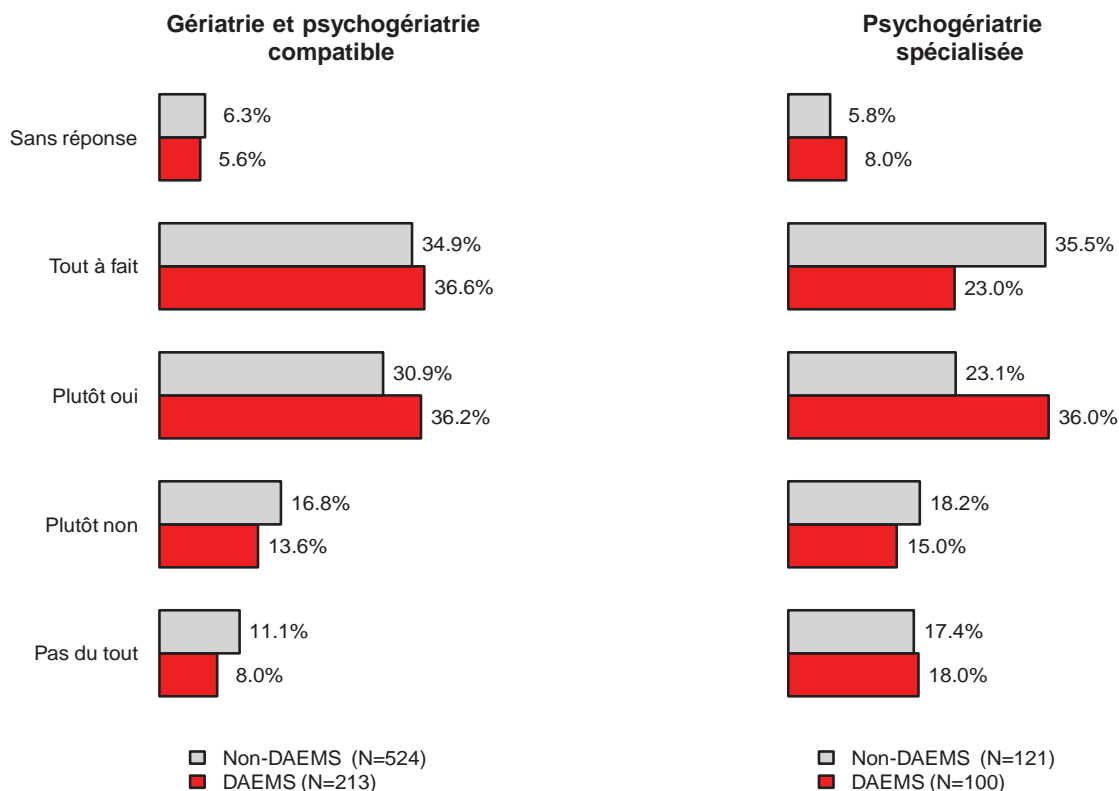 Gériatrie et psychogériatrie
compatible
Psychogériatrie
spécialisée
Sans réponse
6.3%
5.6%
5.8%
8.0%
Tout à fait
34.9%
36.6%
35.5%
23.0%
Plutôt oui
30.9%
36.2%
23.1%
36.0%
Plutôt non
16.8%
13.6%
18.2%
15.0%
Pas du tout
11.1%
8.0%
17.4%
18.0%
Non-DAEMS (N=524)
DAEMS (N=213)
Non-DAEMS (N=121)
DAEMS (N=100)